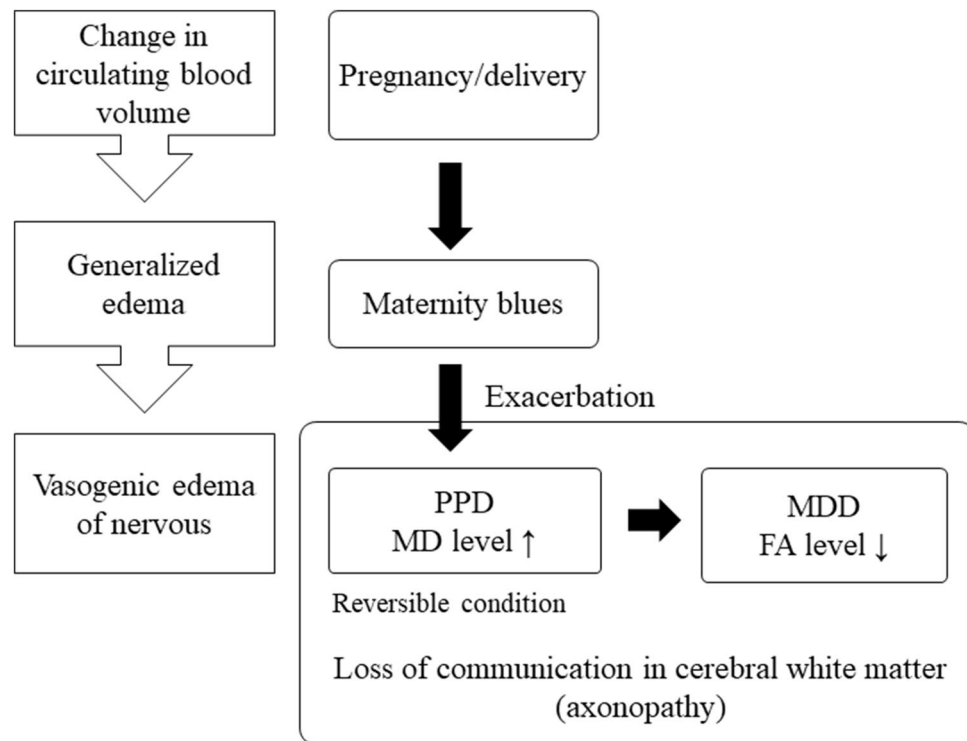 Change in
circulating blood
volume
Pregnancy/delivery
Generalized
edema
Maternity blues
Exacerbation
Vasogenic edema
of nervous
PPD
MD level ↑
MDD
FA level ↓
Reversible condition
Loss of communication in cerebral white matter
(axonopathy)